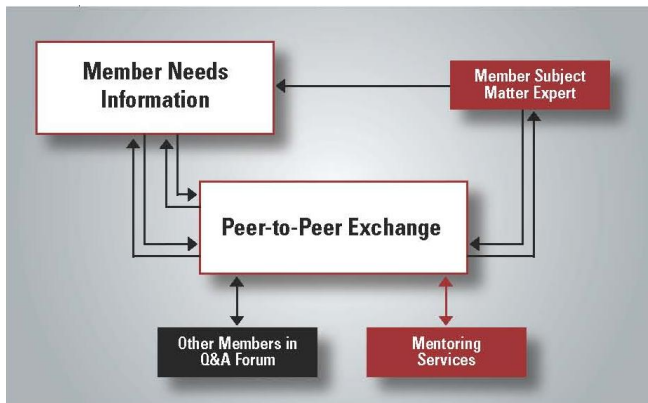 Member Needs
Information
Member Subject
Matter Expert
Peer-to-Peer Exchange
Other Members in
Q&A Forum
Mentoring
Services